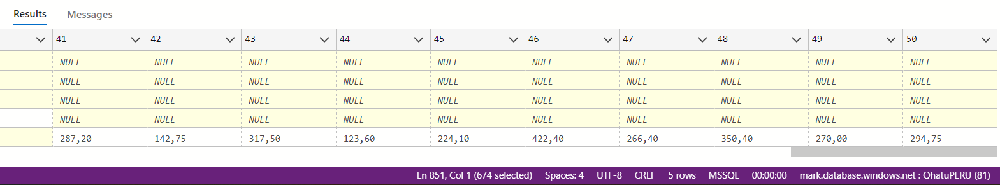 Results Messages
41 42 43 44 45 46 47 48 49 50
NULL NULL NULL NULL NULL NULL NULL NULL NULL NULL
NULL NULL NULL NULL NULL NULL NULL NULL NULL NULL
NULL NULL NULL NULL NULL NULL NULL NULL NULL NULL
NULL NULL NULL NULL NULL NULL NULL NULL NULL NULL
287,20 142,75 317,50 123,60 224,10 422,40 266,40 350,40 270,00 294,75
Ln 851, Col 1 (674 selected) Spaces: 4 UTF-8 CRLF 5 rows MSSQL 00:00:00 mark.database.windows.net : QhatuPERU (81)